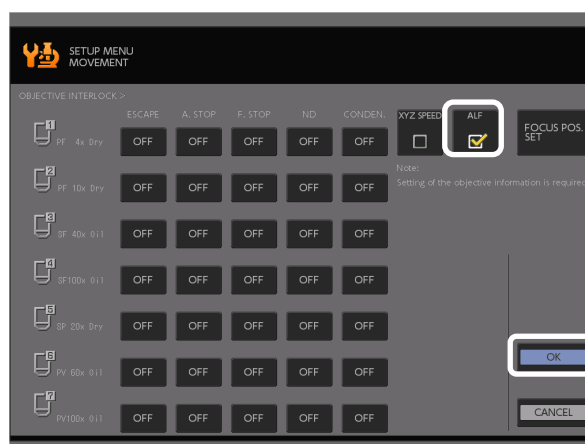 SETUP MENU
MOVEMENT
OBJECTIVE INTERLOCK >
ESCAPE A. STOP F. STOP ND CONDEN. XYZ SPEED ALF
FOCUS POS.
SET
1 PF 4x Dry OFF OFF OFF OFF OFF
Note:
Setting of the objective information is required
2 PF 10x Dry OFF OFF OFF OFF OFF
3 SF 40x Oil OFF OFF OFF OFF OFF
4 SF100x Oil OFF OFF OFF OFF OFF
5 SP 20x Dry OFF OFF OFF OFF OFF
6 PV 60x Oil OFF OFF OFF OFF OFF
OK
7 PV100x Oil OFF OFF OFF OFF OFF
CANCEL